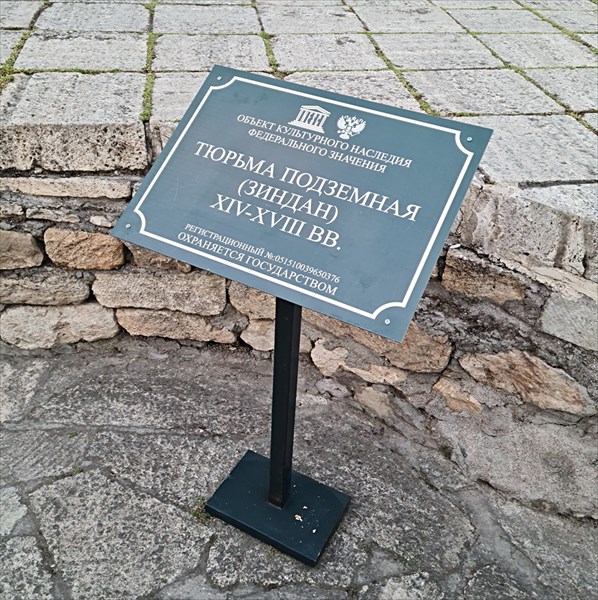 ОБЪЕКТ КУЛЬТУРНОГО НАСЛЕДИЯ
ФЕДЕРАЛЬНОГО ЗНАЧЕНИЯ
ТЮРЬМА ПОДЗЕМНАЯ
(ЗИНДАН)
XIV-XVIII ВВ.
РЕГИСТРАЦИОННЫЙ №051510039650376
ОХРАНЯЕТСЯ ГОСУДАРСТВОМ